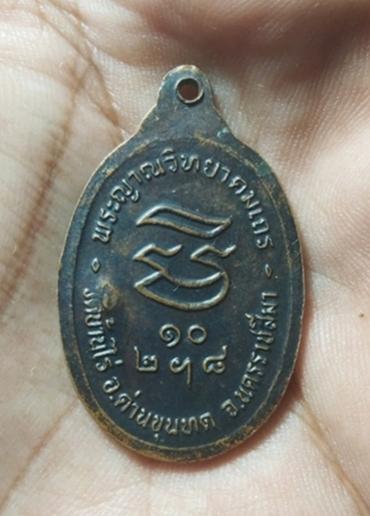 พระญาณวิทยาคมเถร
๑๐
๒ ๕ ๘
วัดบ้านไร่ อ.ด่านขุนทด จ.นครราชสีมา